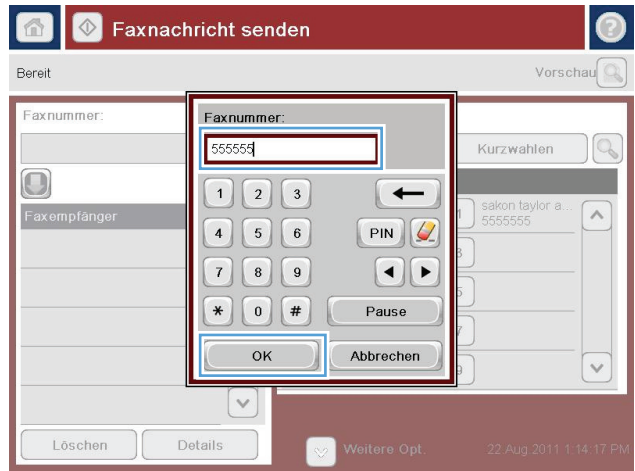 Faxnachricht senden
Bereit
Vorschau
Faxnummer:
Kurzwahlen
Faxempfänger
sakon taylor a...
5555555
Faxnummer:
555555
1 2 3
4 5 6 PIN
7 8 9
* 0 # Pause
OK Abbrechen
Löschen Details
Weitere Opt.
22.Aug.2011 1:14:17 PM